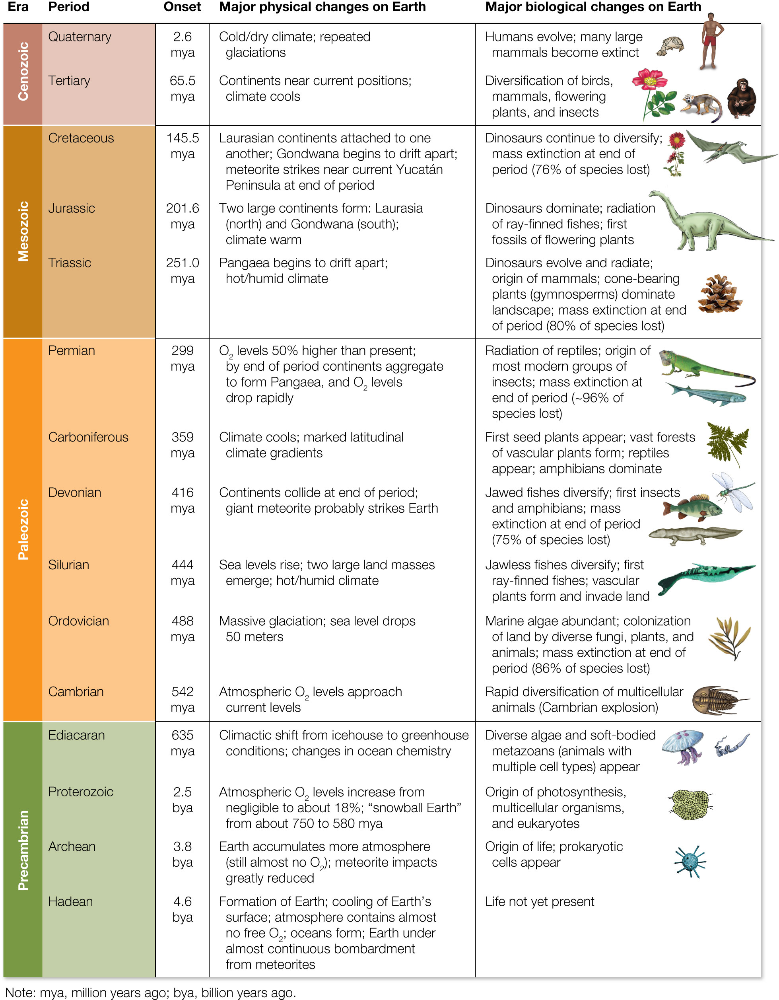 Era Period Onset Major physical changes on Earth Major biological changes on Earth
Cenozoic
Quaternary
2.6
mya
Cold/dry climate; repeated
glaciations
Humans evolve; many large
mammals become extinct
Tertiary
65.5
mya
Continents near current positions;
climate cools
Diversification of birds,
mammals, flowering
plants, and insects
Mesozoic
Cretaceous
145.5
mya
Laurasian continents attached to one
another; Gondwana begins to drift apart;
meteorite strikes near current Yucatán
Peninsula at end of period
Dinosaurs continue to diversify;
mass extinction at end of
period (76% of species lost)
Jurassic
201.6
mya
Two large continents form: Laurasia
(north) and Gondwana (south);
climate warm
Dinosaurs dominate; radiation
of ray-finned fishes; first
fossils of flowering plants
Triassic
251.0
mya
Pangaea begins to drift apart;
hot/humid climate
Dinosaurs evolve and radiate;
origin of mammals; cone-bearing
plants (gymnosperms) dominate
landscape; mass extinction at end
of period (80% of species lost)
Paleozoic
Permian
299
mya
O₂ levels 50% higher than present;
by end of period continents aggregate
to form Pangaea, and O₂ levels
drop rapidly
Radiation of reptiles; origin of
most modern groups of
insects; mass extinction at
end of period (~96% of
species lost)
Carboniferous
359
mya
Climate cools; marked latitudinal
climate gradients
First seed plants appear; vast forests
of vascular plants form; reptiles
appear; amphibians dominate
Devonian
416
mya
Continents collide at end of period;
giant meteorite probably strikes Earth
Jawed fishes diversify; first insects
and amphibians; mass
extinction at end of period
(75% of species lost)
Silurian
444
mya
Sea levels rise; two large land masses
emerge; hot/humid climate
Jawless fishes diversify; first
ray-finned fishes; vascular
plants form and invade land
Ordovician
488
mya
Massive glaciation; sea level drops
50 meters
Marine algae abundant; colonization
of land by diverse fungi, plants, and
animals; mass extinction at end of
period (86% of species lost)
Cambrian
542
mya
Atmospheric O₂ levels approach
current levels
Rapid diversification of multicellular
animals (Cambrian explosion)
Precambrian
Ediacaran
635
mya
Climactic shift from icehouse to greenhouse
conditions; changes in ocean chemistry
Diverse algae and soft-bodied
metazoans (animals with
multiple cell types) appear
Proterozoic
2.5
bya
Atmospheric O₂ levels increase from
negligible to about 18%; “snowball Earth”
from about 750 to 580 mya
Origin of photosynthesis,
multicellular organisms,
and eukaryotes
Archean
3.8
bya
Earth accumulates more atmosphere
(still almost no O₂); meteorite impacts
greatly reduced
Origin of life; prokaryotic
cells appear
Hadean
4.6
bya
Formation of Earth; cooling of Earth’s
surface; atmosphere contains almost
no free O₂; oceans form; Earth under
almost continuous bombardment
from meteorites
Life not yet present
Note: mya, million years ago; bya, billion years ago.